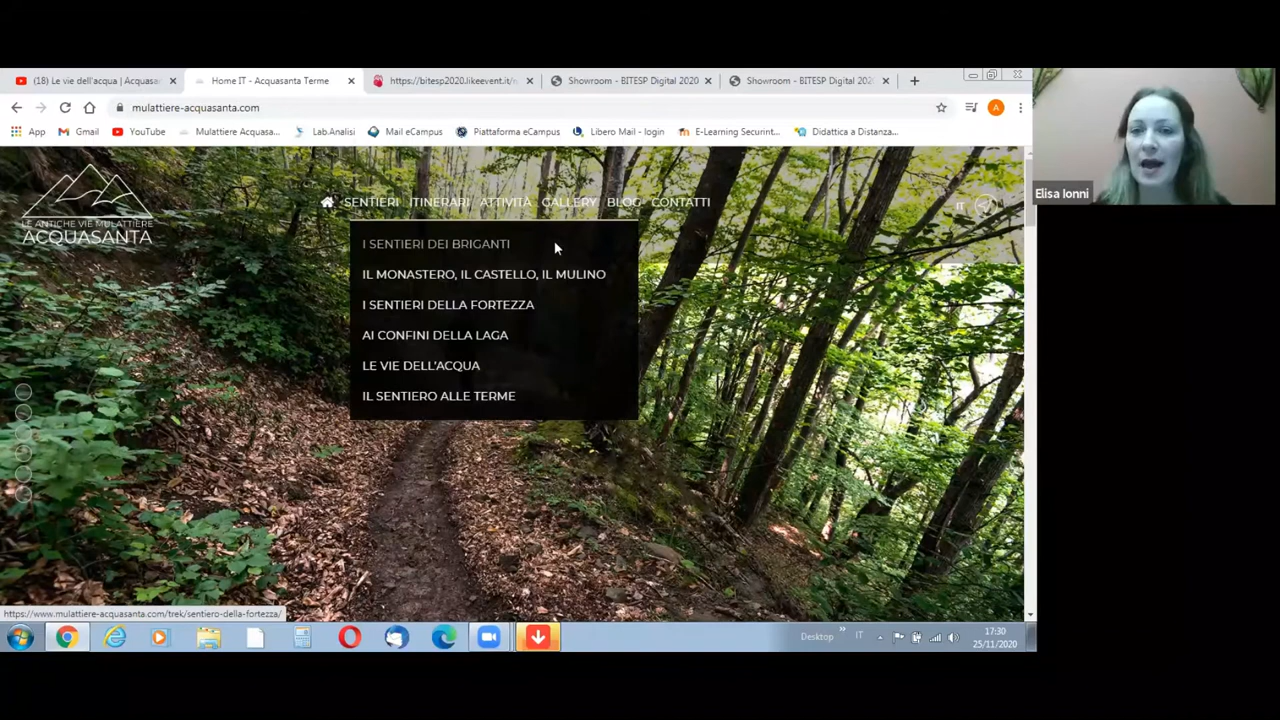 (18) Le vie dell'acqua | Acquasa
Home IT - Acquasanta Terme
https://bitesp2020.likeevent.it/
Showroom - BITESP Digital 2020
Showroom - BITESP Digital 2020
mulattiere-acquasanta.com
App
Gmail
YouTube
Mulattiere Acquasa...
Lab.Analisi
Mail eCampus
Piattaforma eCampus
Libero Mail - login
E-Learning Securint...
Didattica a Distanza...
Elisa Ionni
LE ANTICHE VIE MULATTIERE
ACQUASANTA
SENTIERI ITINERARI ATTIVITÀ GALLERY BLOG CONTATTI
IT
I SENTIERI DEI BRIGANTI
IL MONASTERO, IL CASTELLO, IL MULINO
I SENTIERI DELLA FORTEZZA
AI CONFINI DELLA LAGA
LE VIE DELL'ACQUA
IL SENTIERO ALLE TERME
https://www.mulattiere-acquasanta.com/trek/sentiero-della-fortezza/
Desktop
IT
17:30
25/11/2020